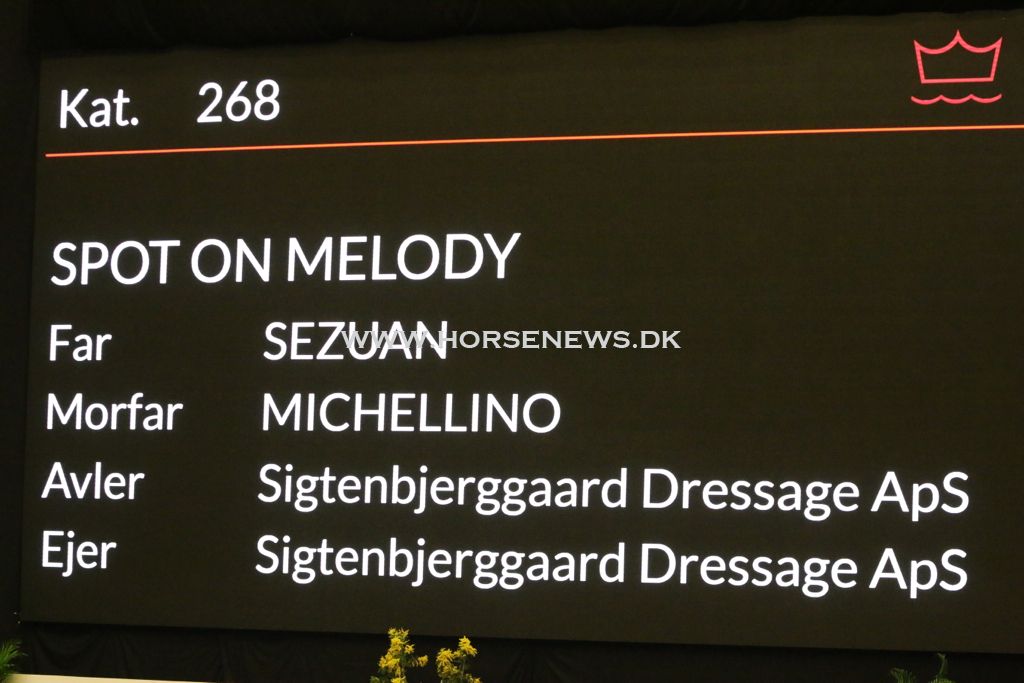 Kat. 268
SPOT ON MELODY
Far SEZUAN
WWW.HORSENEWS.DK
Morfar MICHELLINO
Avler Sigtenbjerggaard Dressage ApS
Ejer Sigtenbjerggaard Dressage ApS